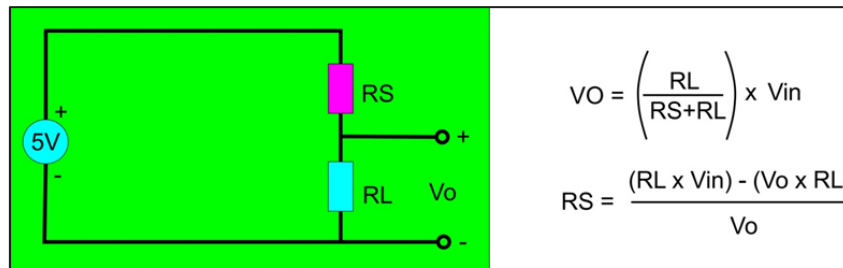 +
5V
-
RS
+
RL
Vo
-
VO = (RL / RS+RL) x Vin
RS = (RL x Vin) - (Vo x RL / Vo